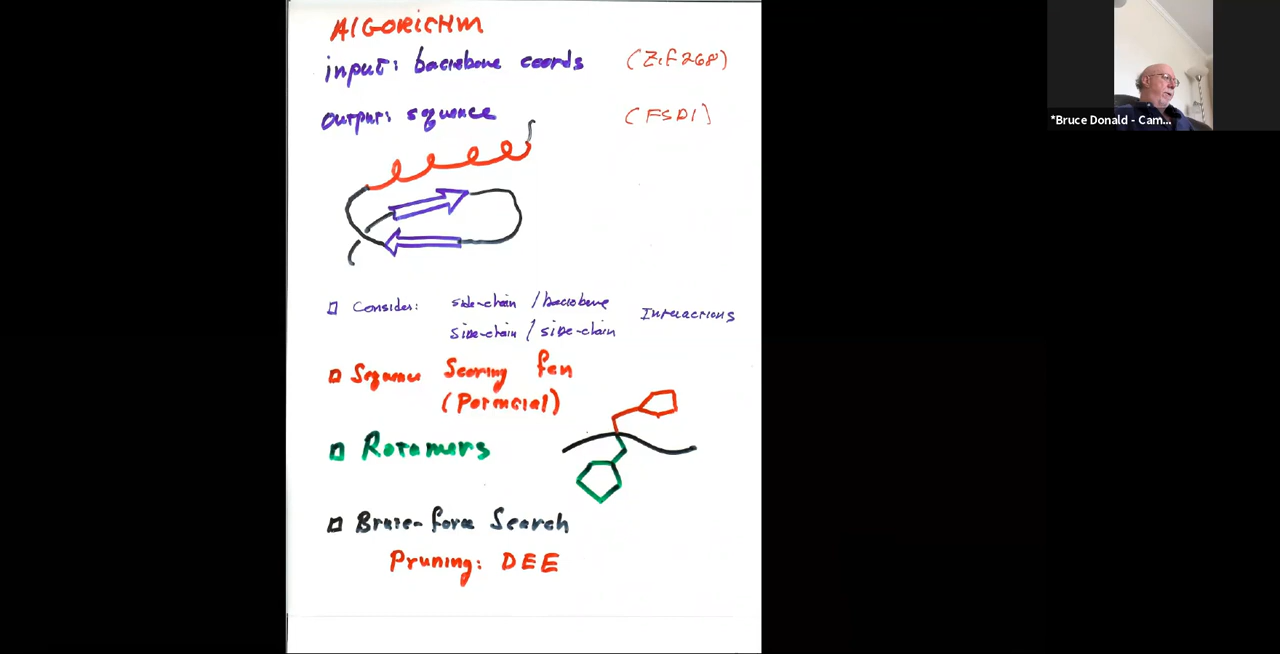 ALGORITHM
input: backbone coords (Zif268)
output: sequence (FSD1)
Consider: side-chain / backbone Interactions
side-chain / side-chain
Sequence Scoring fcn
(Potential)
Rotamers
Brute-force Search
Pruning: DEE
*Bruce Donald - Cam...